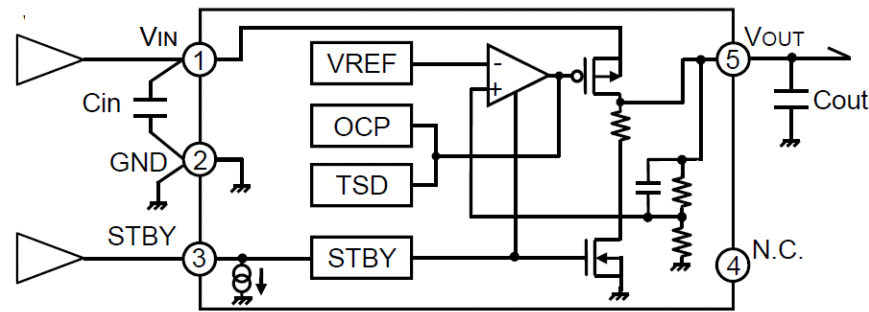 VIN
1
VREF
-
+
5
VOUT
Cin
OCP
Cout
GND
2
TSD
STBY
3
STBY
4
N.C.